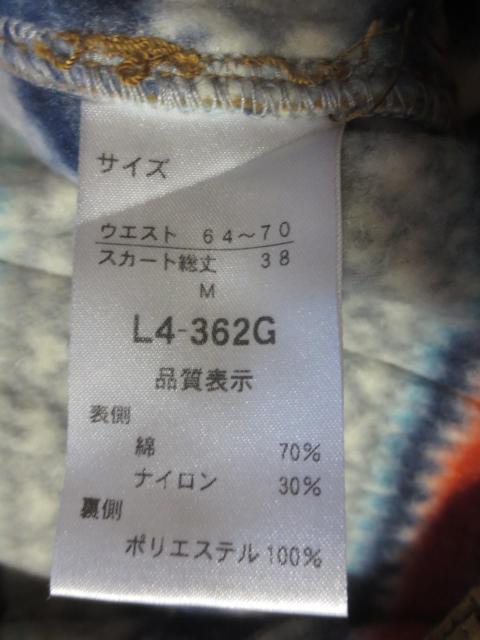 サイズ
ウエスト 64~70
スカート総丈 38
M
L4-362G
品質表示
表側
綿 70%
ナイロン 30%
裏側
ポリエステル 100%